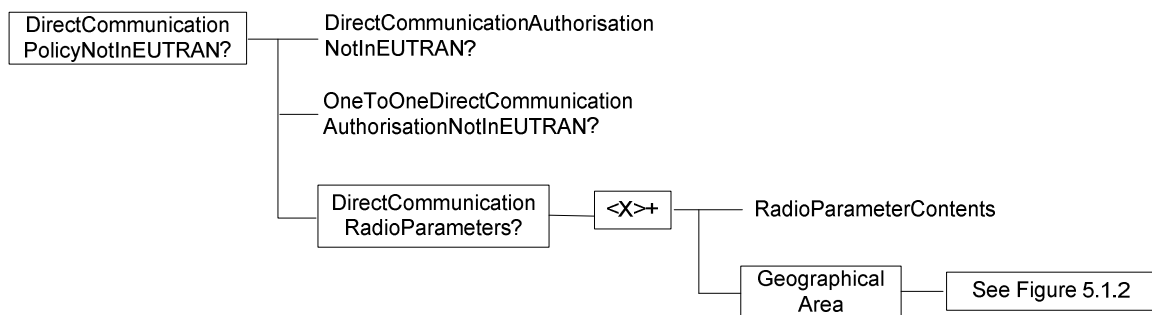 DirectCommunication
PolicyNotInEUTRAN?
DirectCommunicationAuthorisation
NotInEUTRAN?
OneToOneDirectCommunication
AuthorisationNotInEUTRAN?
DirectCommunication
RadioParameters?
<X>+
RadioParameterContents
Geographical
Area
See Figure 5.1.2